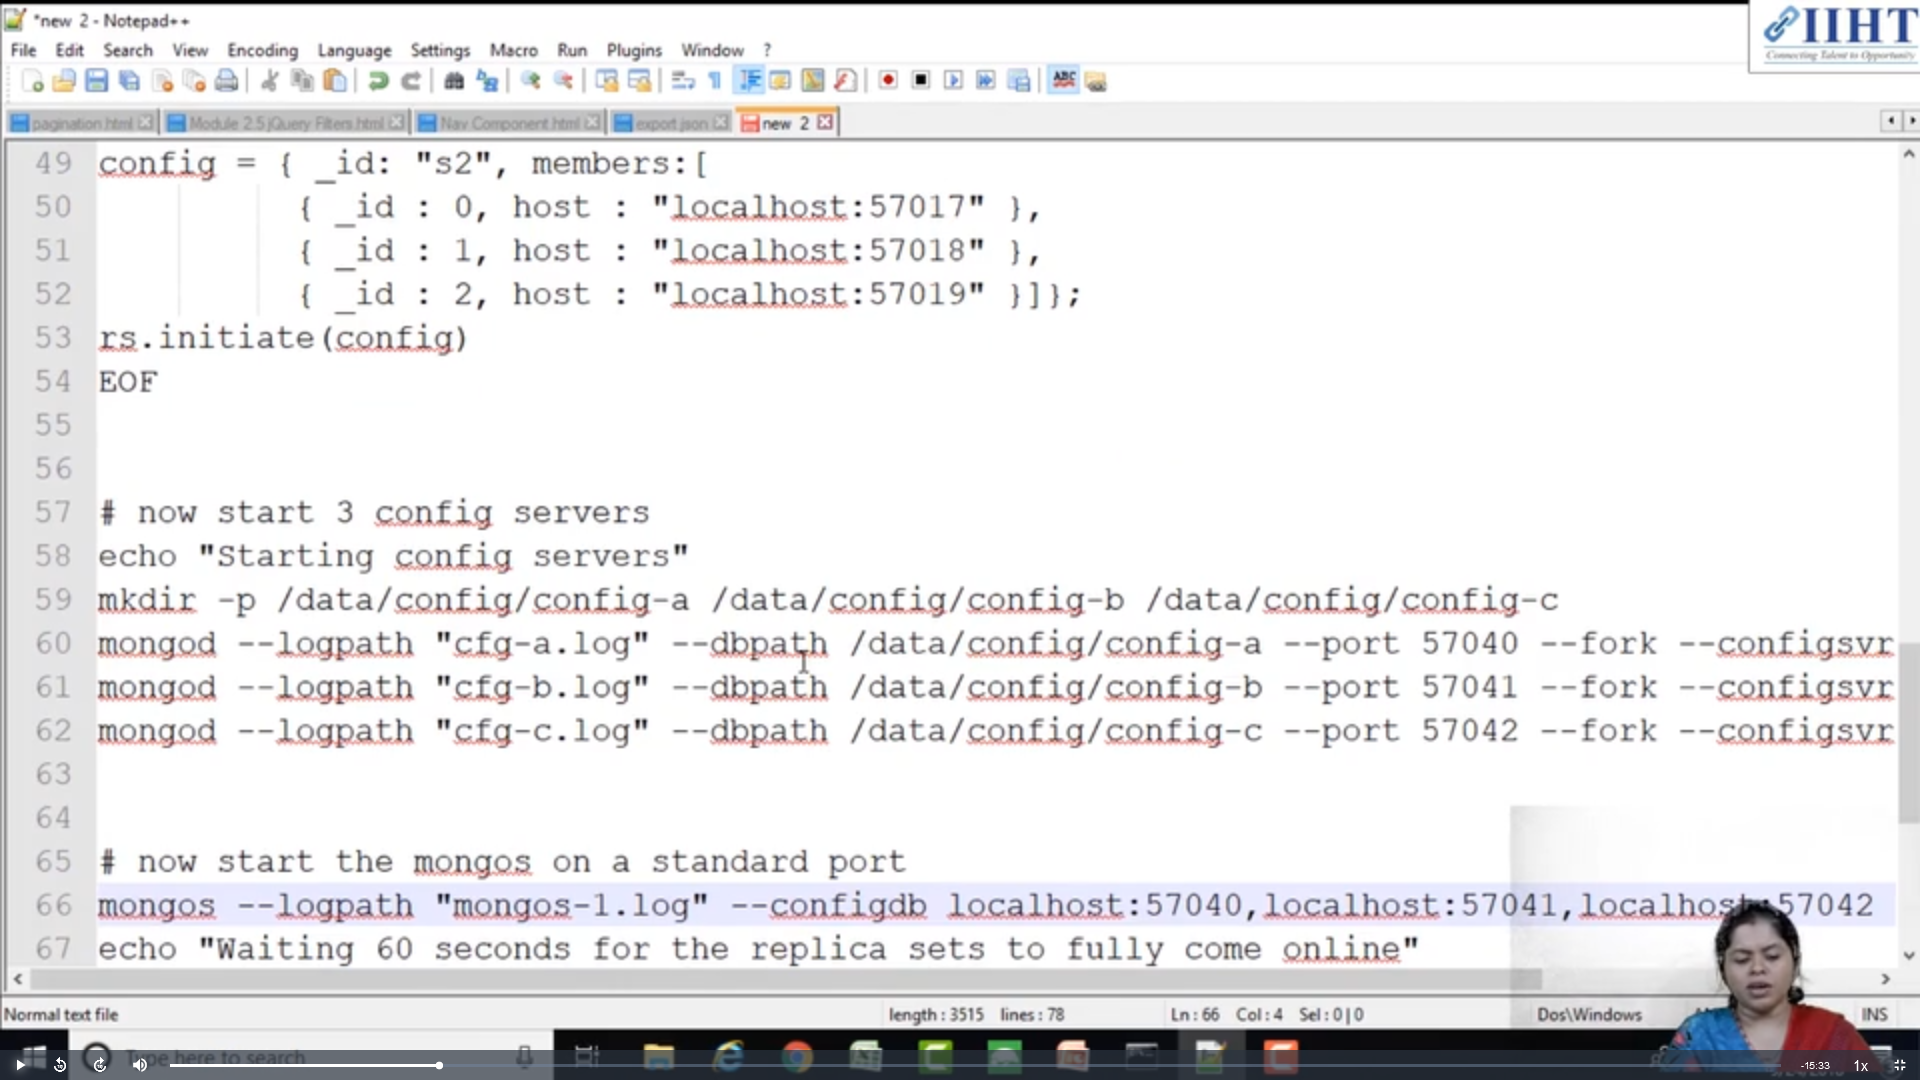 *new 2 - Notepad++
IIHT
Connecting Talent to Opportunity
File Edit Search View Encoding Language Settings Macro Run Plugins Window ?
ABC
pagination.html Module 2.5 jQuery Filters.html Nav Component.html export.json new 2
49 config = { _id: "s2", members:[
50 { _id : 0, host : "localhost:57017" },
51 { _id : 1, host : "localhost:57018" },
52 { _id : 2, host : "localhost:57019" }]};
53 rs.initiate(config)
54 EOF
55
56
57 # now start 3 config servers
58 echo "Starting config servers"
59 mkdir -p /data/config/config-a /data/config/config-b /data/config/config-c
60 mongod --logpath "cfg-a.log" --dbpath /data/config/config-a --port 57040 --fork --configsvr
61 mongod --logpath "cfg-b.log" --dbpath /data/config/config-b --port 57041 --fork --configsvr
62 mongod --logpath "cfg-c.log" --dbpath /data/config/config-c --port 57042 --fork --configsvr
63
64
65 # now start the mongos on a standard port
66 mongos --logpath "mongos-1.log" --configdb localhost:57040,localhost:57041,localhost:57042
67 echo "Waiting 60 seconds for the replica sets to fully come online"
Normal text file length : 3515 lines : 78 Ln : 66 Col : 4 Sel : 0 | 0 Dos\Windows INS
Type here to search
-15:33 1x